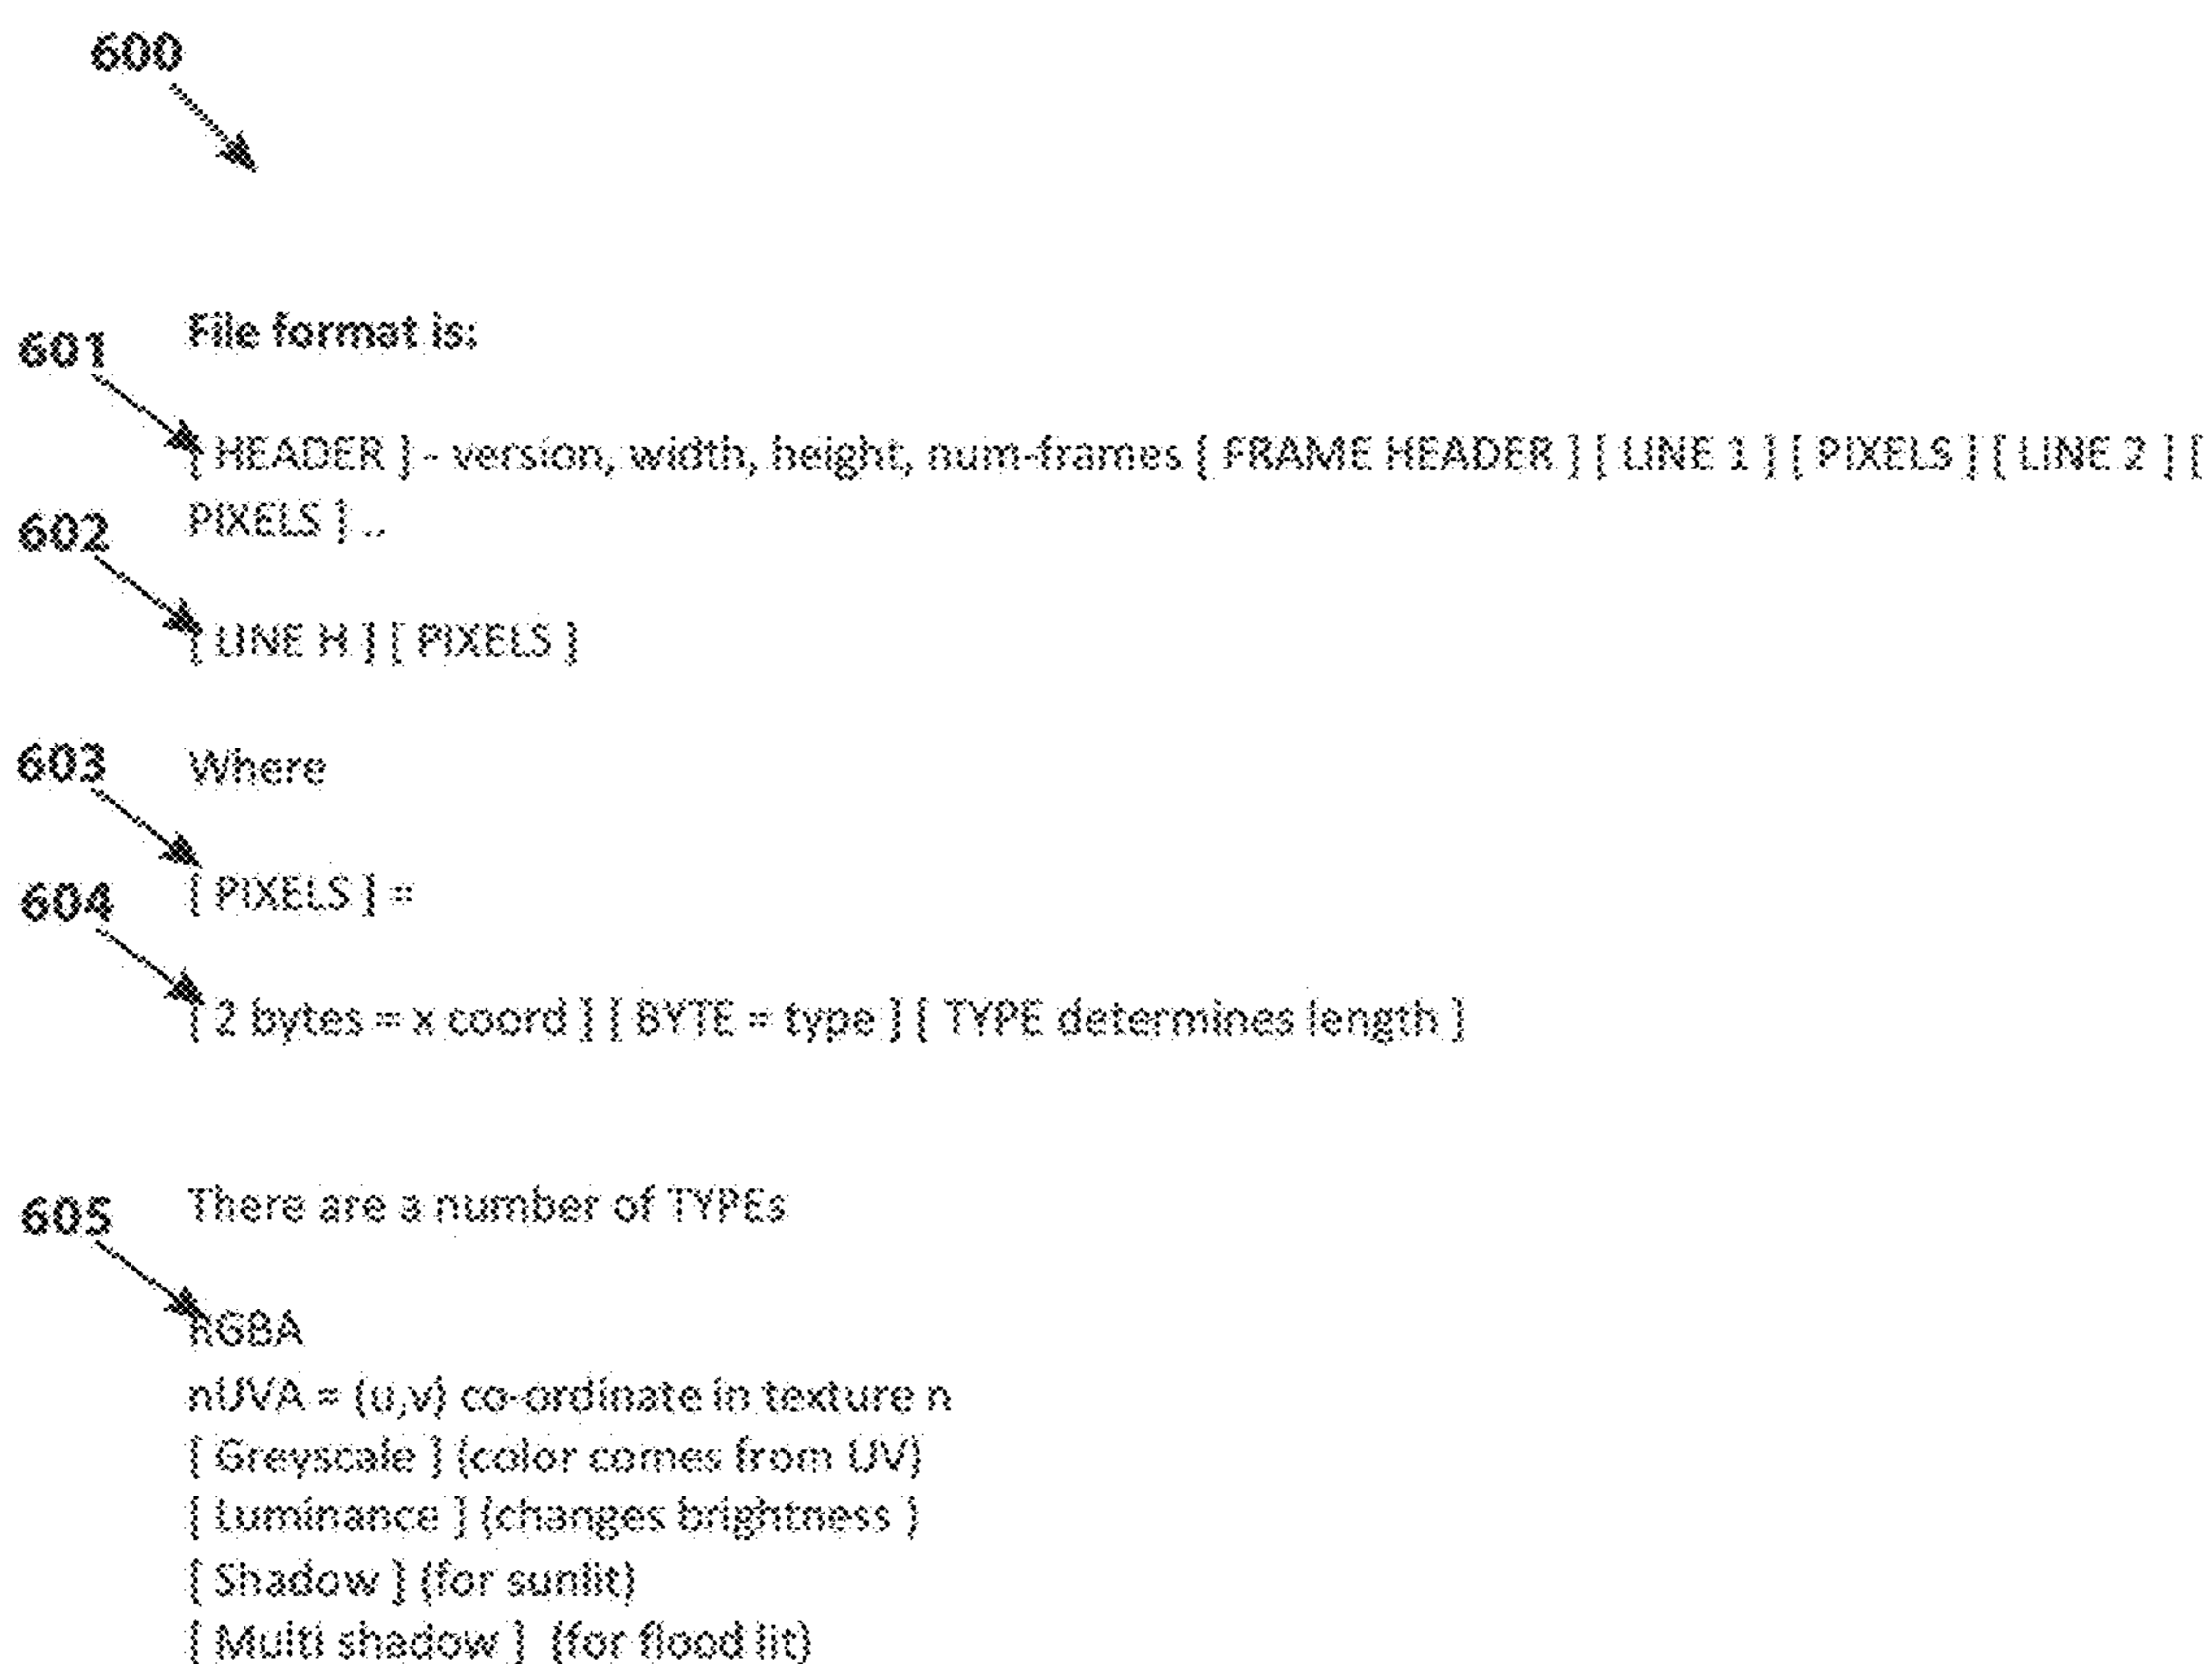 600
File format is:
601
[ HEADER ] - version, width, height, num-frames [ FRAME HEADER ] [ LINE 1 ] [ PIXELS ] [ LINE 2 ] [
PIXELS ] ..
602
[ LINE H ] [ PIXELS ]
603
Where
[ PIXELS ] =
604
[ 2 bytes = x coord ] [ BYTE = type ] [ TYPE determines length ]
There are a number of TYPEs
605
RGBA
nUVA = (u,v) co-ordinate in texture n
[ Greyscale ] (color comes from UV)
[ Luminance ] (changes brightness )
[ Shadow ] (for sunlit)
[ Multi shadow ] (for flood lit)